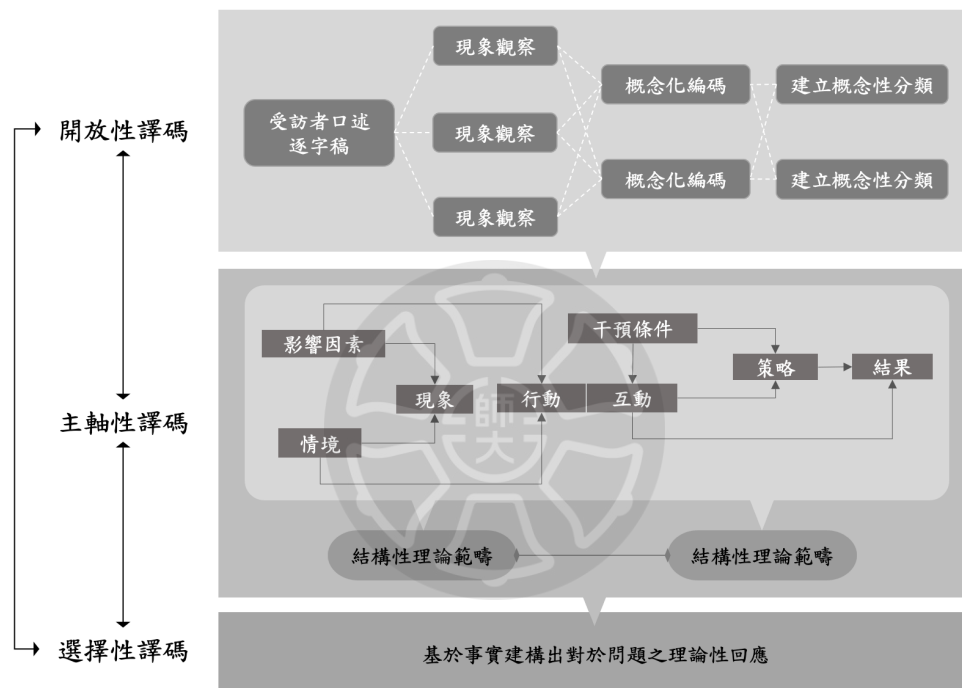 開放性譯碼
受訪者口述
逐字稿
現象觀察
現象觀察
現象觀察
概念化編碼
概念化編碼
建立概念性分類
建立概念性分類
主軸性譯碼
影響因素
情境
現象
行動
互動
干預條件
策略
結果
師大
結構性理論範疇
結構性理論範疇
選擇性譯碼
基於事實建構出對於問題之理論性回應